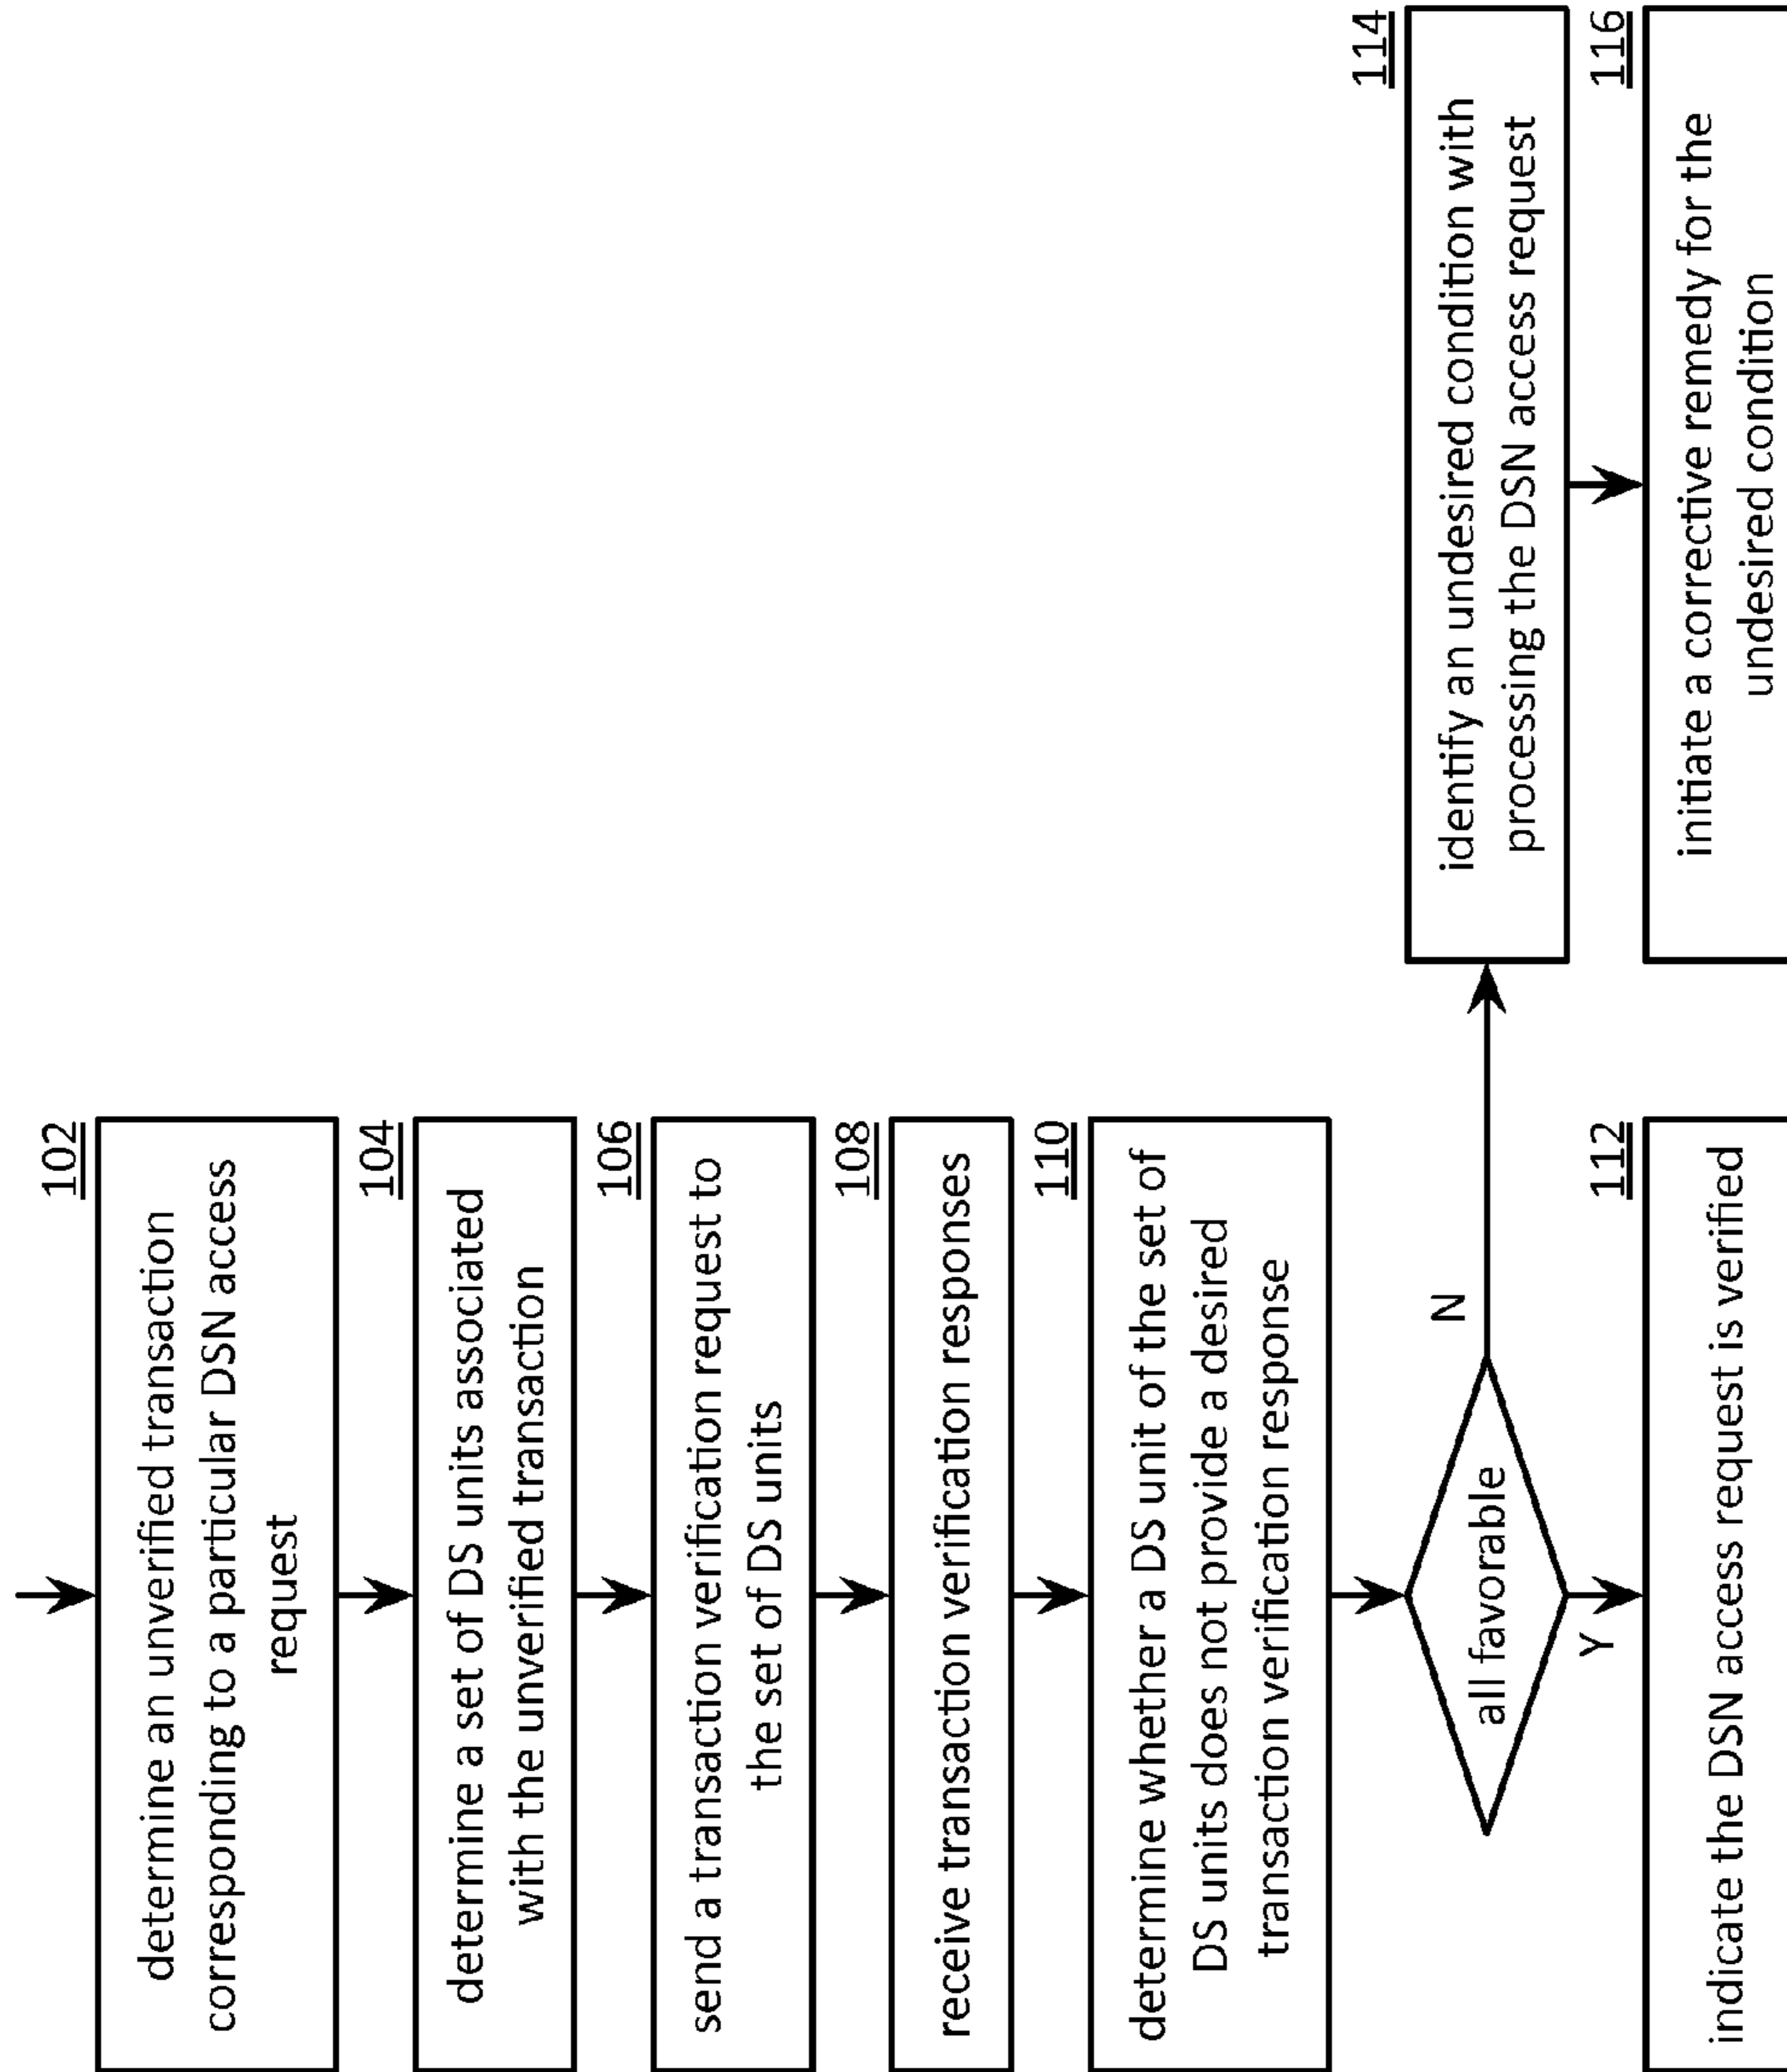 102
determine an unverified transaction
corresponding to a particular DSN access
request
104
determine a set of DS units associated
with the unverified transaction
106
send a transaction verification request to
the set of DS units
108
receive transaction verification responses
110
determine whether a DS unit of the set of
DS units does not provide a desired
transaction verification response
all favorable
N
Y
112
indicate the DSN access request is verified
114
identify an undesired condition with
processing the DSN access request
116
initiate a corrective remedy for the
undesired condition